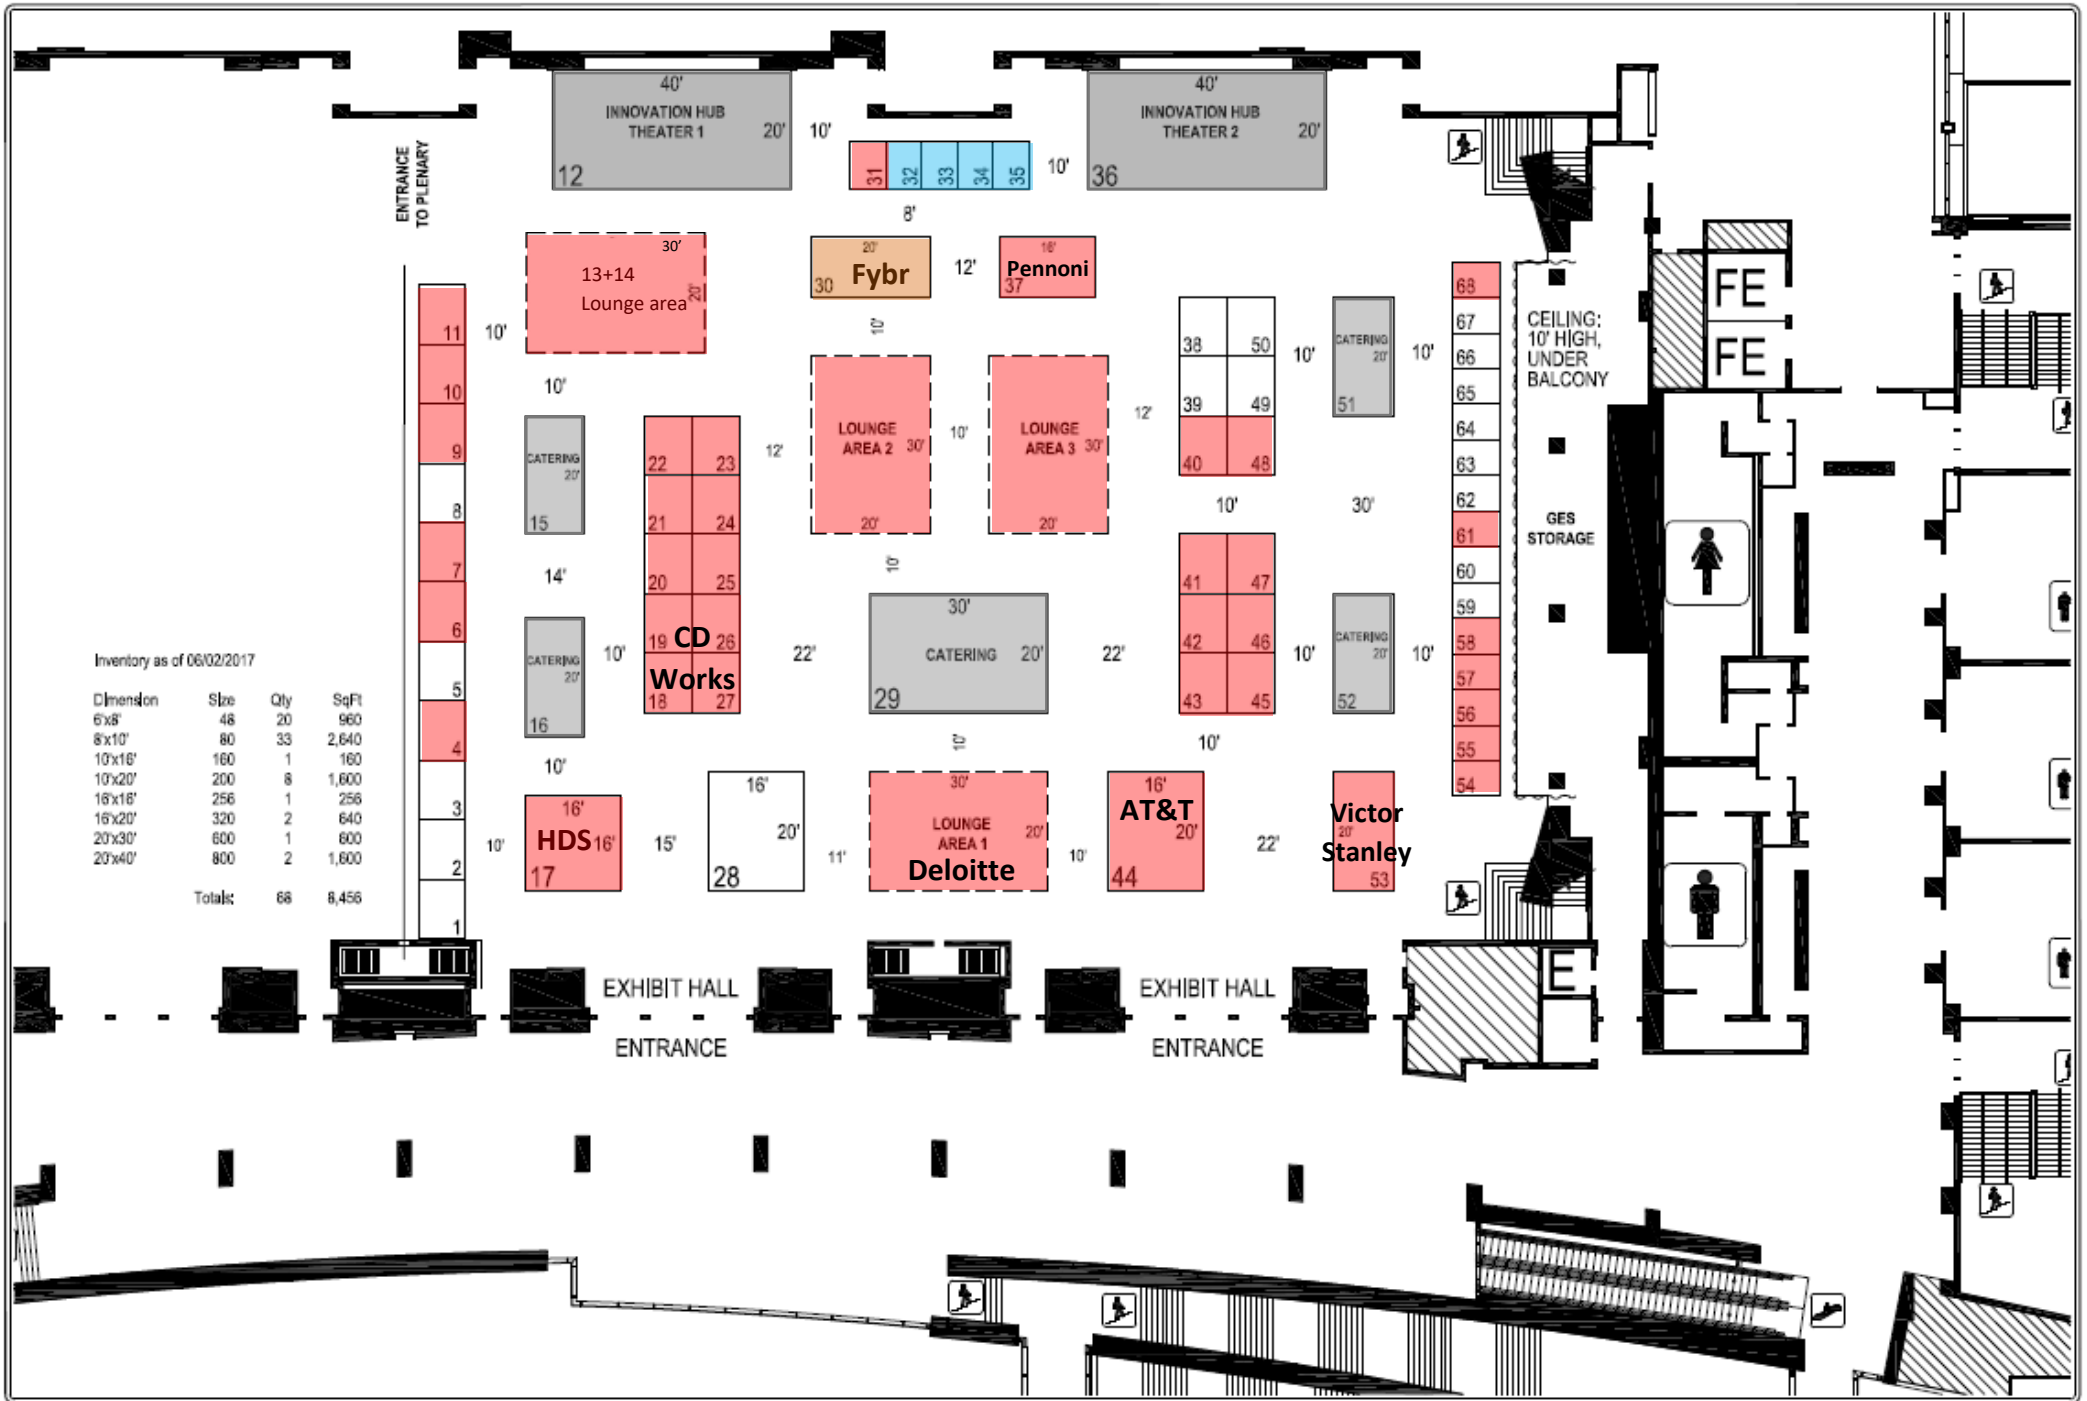 40'
INNOVATION HUB
THEATER 1
20'
12
10'
31
32
33
34
35
10'
40'
INNOVATION HUB
THEATER 2
20'
36
ENTRANCE
TO PLENARY
8'
30'
13+14
Lounge area
20'
20'
30
Fybr
12'
16'
Pennoni
37
11
10
9
8
7
6
5
4
3
2
1
10'
10'
10'
CATERING
20'
15
14'
CATERING
20'
16
10'
10'
22
23
21
24
20
25
19
26
18
27
CD
Works
12'
LOUNGE
AREA 2
30'
20'
10'
LOUNGE
AREA 3
30'
20'
12'
10'
38
50
39
49
40
48
10'
41
47
42
46
43
45
10'
10'
CATERING
20'
51
10'
30'
10'
CATERING
20'
52
10'
68
67
66
65
64
63
62
61
60
59
58
57
56
55
54
CEILING:
10' HIGH,
UNDER
BALCONY
GES
STORAGE
FE
FE
22'
30'
CATERING
20'
29
22'
10'
Inventory as of 06/02/2017
Dimension Size Qty SqFt
6'x8' 48 20 960
8'x10' 80 33 2,640
10'x16' 160 1 160
10'x20' 200 8 1,600
16'x16' 256 1 256
16'x20' 320 2 640
20'x30' 600 1 600
20'x40' 800 2 1,600
Totals: 68 8,456
10'
16'
HDS
16'
17
15'
16'
20'
28
11'
30'
LOUNGE
AREA 1
20'
Deloitte
10'
16'
AT&T
20'
44
22'
Victor
20'
Stanley
53
E
EXHIBIT HALL
ENTRANCE
EXHIBIT HALL
ENTRANCE